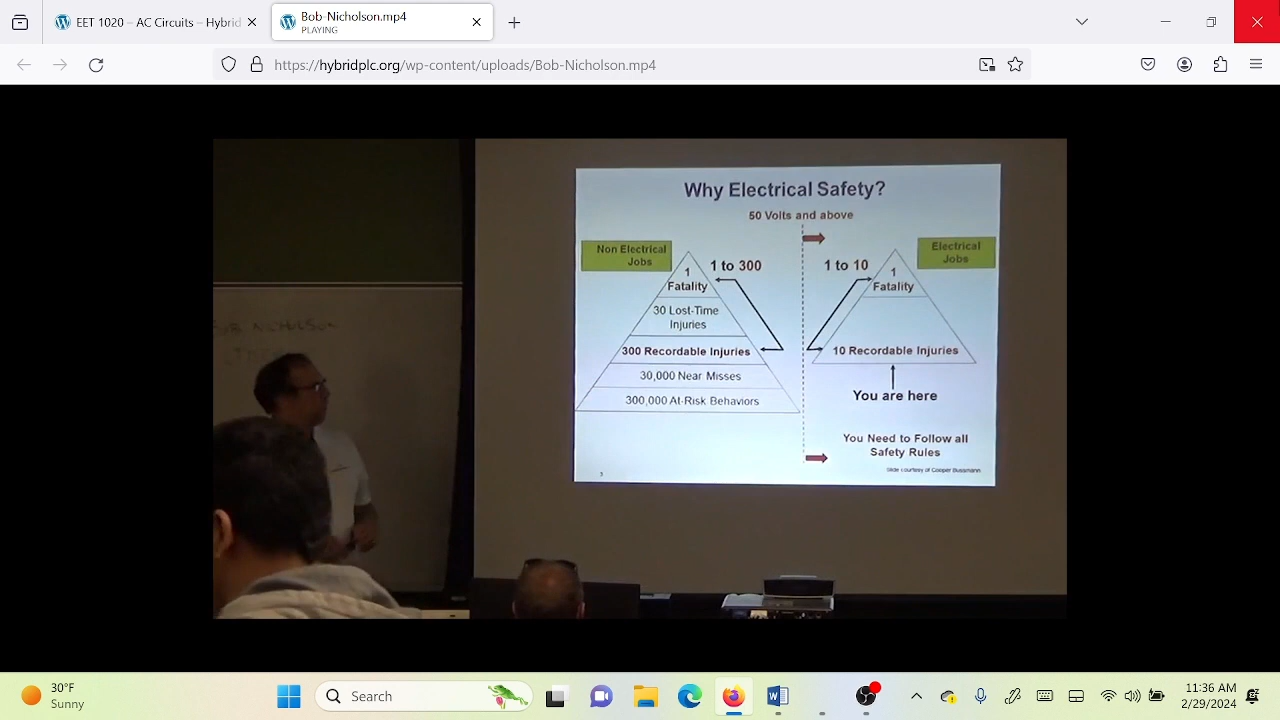 EET 1020 – AC Circuits – Hybrid
Bob-Nicholson.mp4
PLAYING
https://hybridplc.org/wp-content/uploads/Bob-Nicholson.mp4
Why Electrical Safety?
50 Volts and above
Non Electrical
Jobs
1 to 300
1
Fatality
30 Lost-Time
Injuries
300 Recordable Injuries
30,000 Near Misses
300,000 At-Risk Behaviors
Electrical
Jobs
1 to 10
1
Fatality
10 Recordable Injuries
You are here
You Need to Follow all
Safety Rules
Slide courtesy of Cooper Bussmann
3
NICHOLSON
30°F
Sunny
Search
11:36 AM
2/29/2024